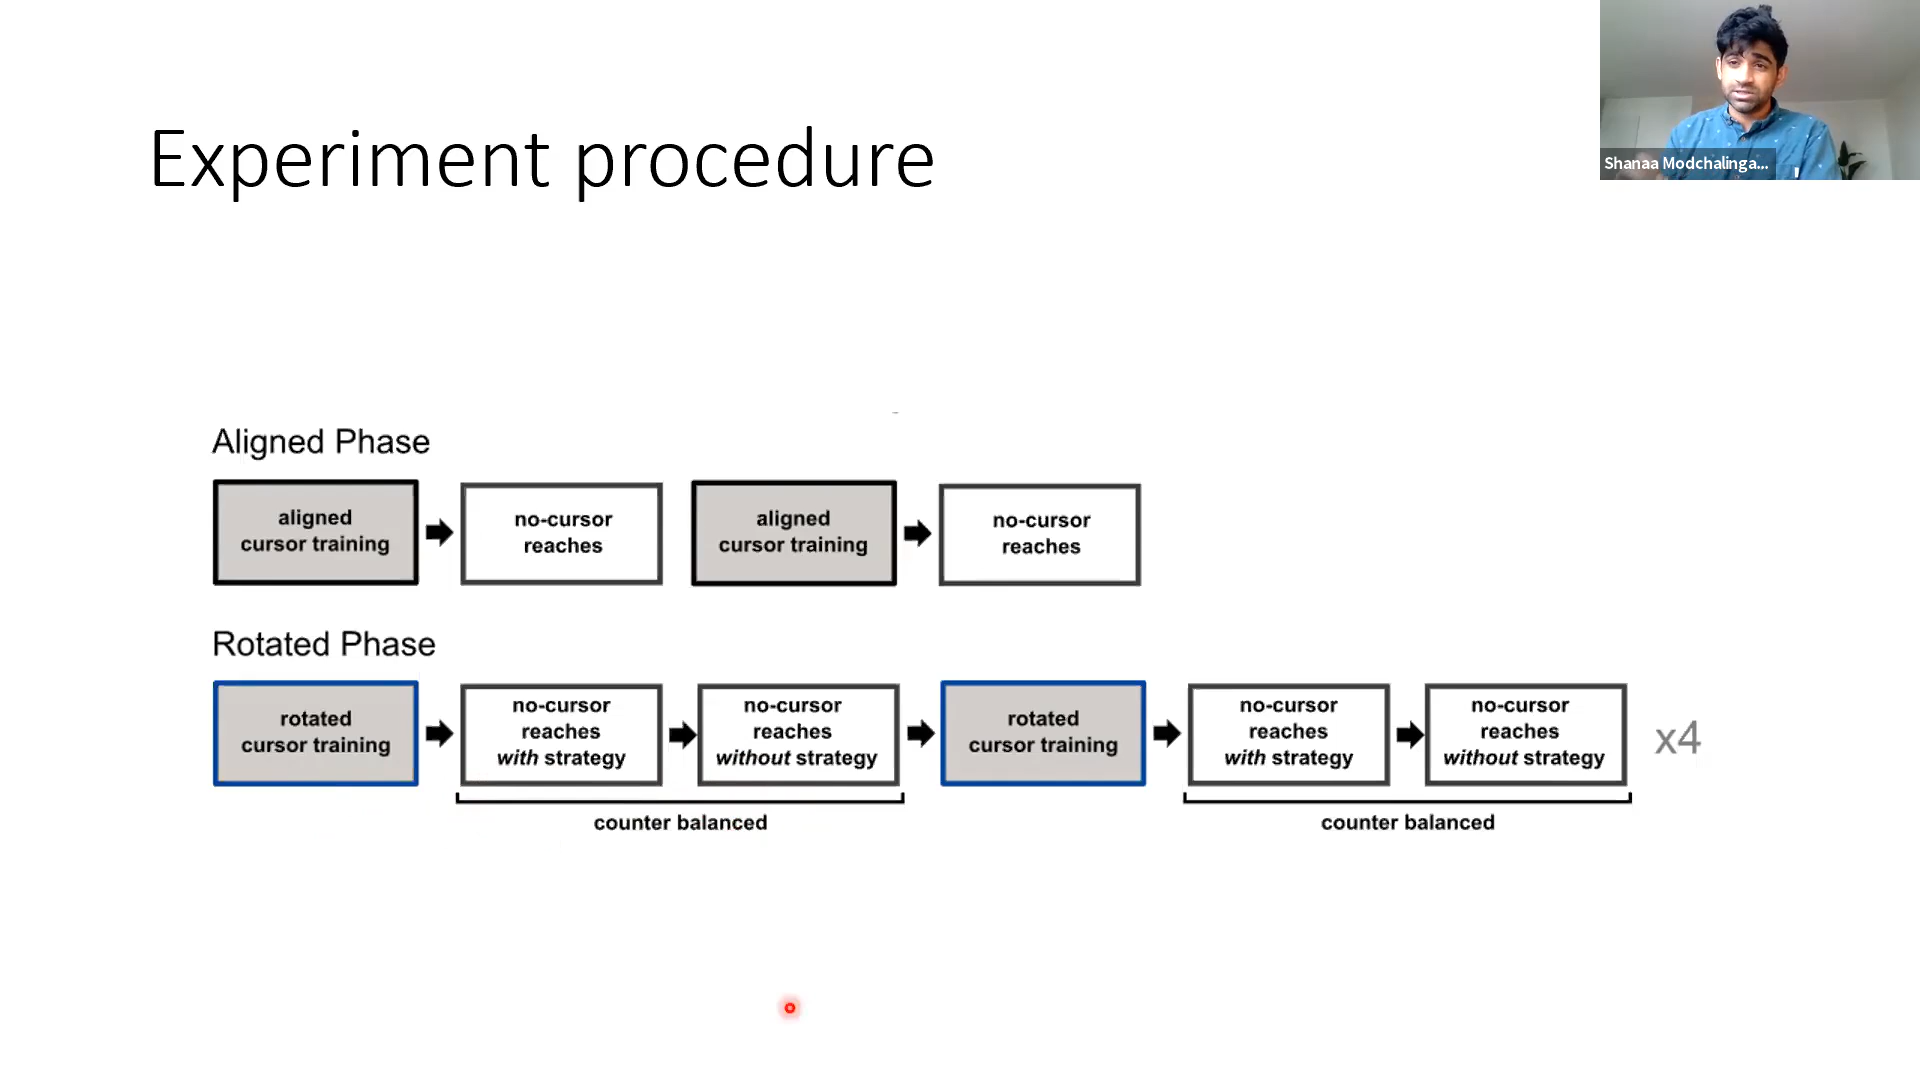 Experiment procedure
Shanaa Modchalinga...
Aligned Phase
aligned
cursor training
no-cursor
reaches
aligned
cursor training
no-cursor
reaches
Rotated Phase
rotated
cursor training
no-cursor
reaches
with strategy
no-cursor
reaches
without strategy
rotated
cursor training
no-cursor
reaches
with strategy
no-cursor
reaches
without strategy
x4
counter balanced
counter balanced